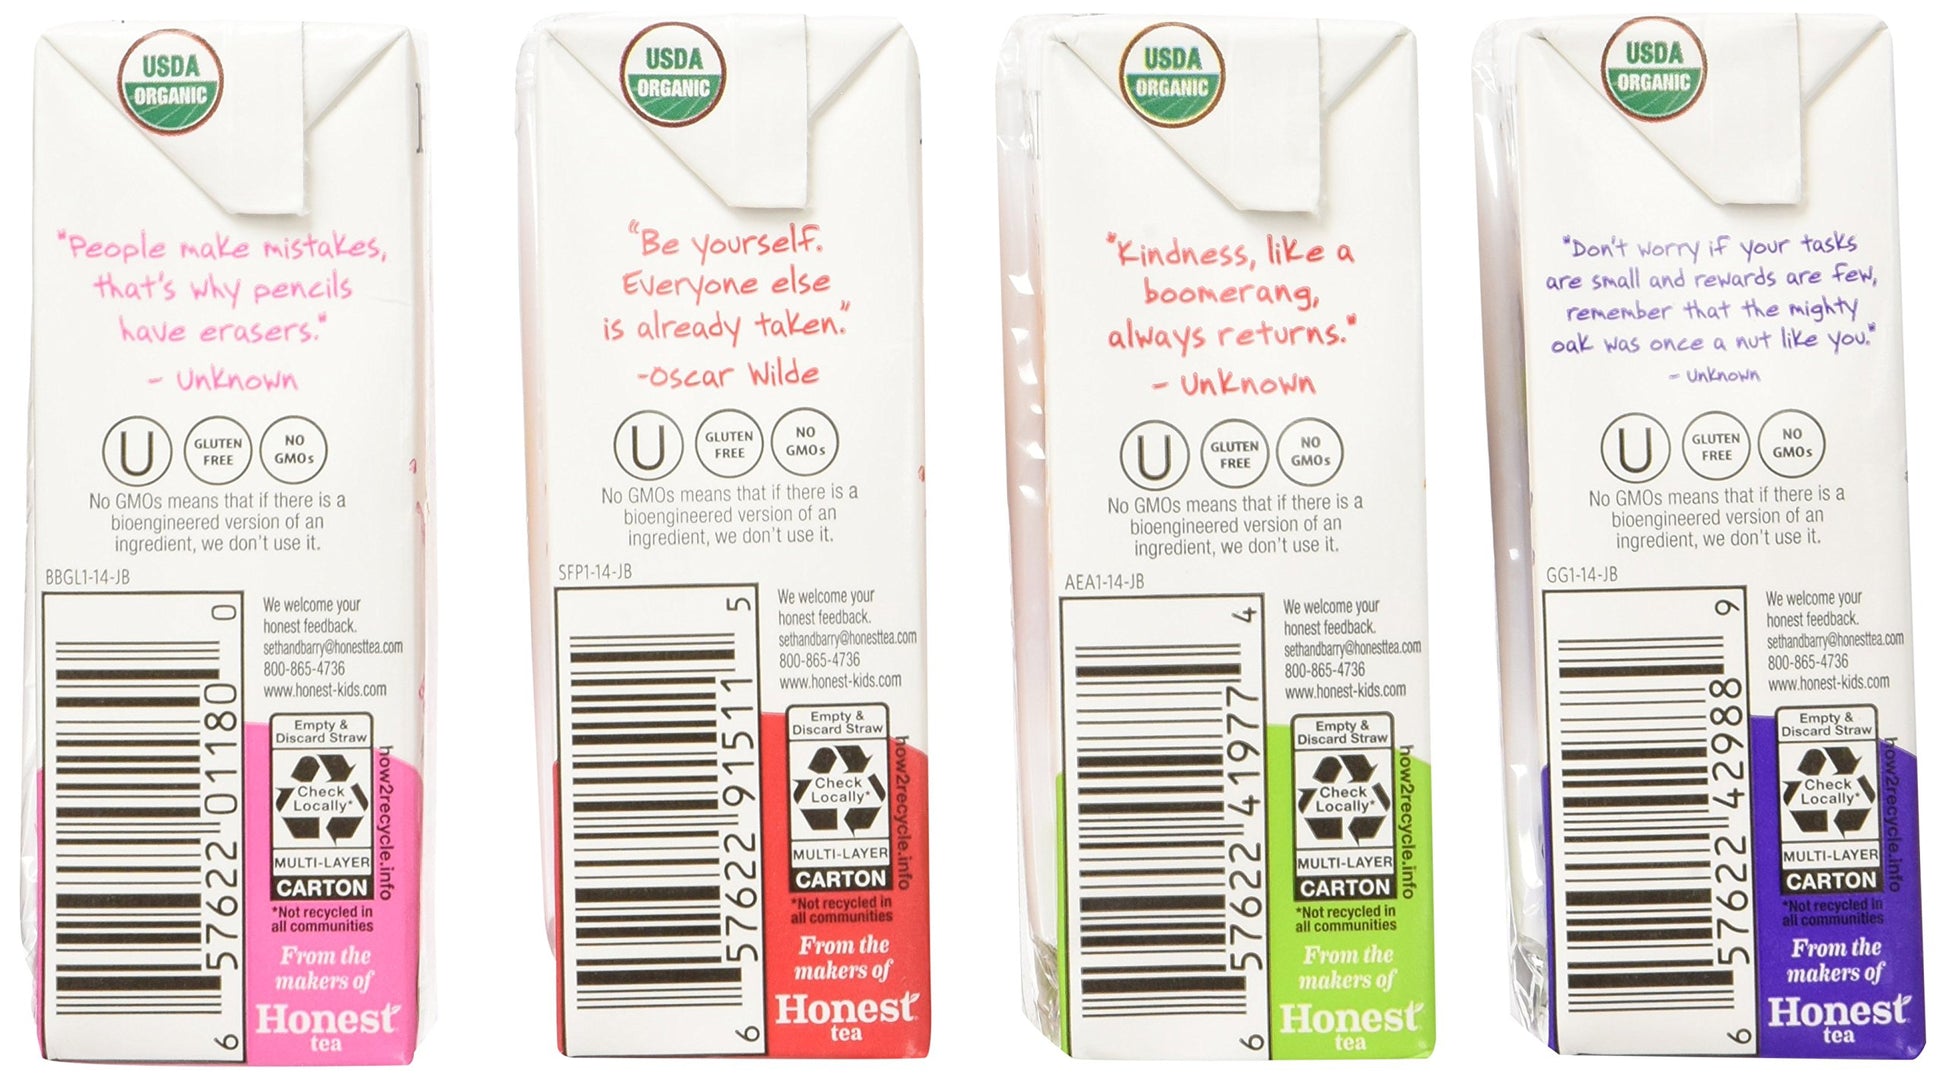 USDA
ORGANIC
"People make mistakes,
that's why pencils
have erasers."
- Unknown
U
GLUTEN
FREE
NO
GMOs
No GMOs means that if there is a
bioengineered version of an
ingredient, we don't use it.
BBGL1-14-JB
We welcome your
honest feedback.
sethandbarry@honesttea.com
800-865-4736
www.honest-kids.com
6 57622 01180 0
Empty &
Discard Straw
Check
Locally*
MULTI-LAYER
CARTON
how2recycle.info
*Not recycled in
all communities
From the
makers of
Honest
tea
USDA
ORGANIC
"Be yourself.
Everyone else
is already taken."
-Oscar Wilde
U
GLUTEN
FREE
NO
GMOs
No GMOs means that if there is a
bioengineered version of an
ingredient, we don't use it.
SFP1-14-JB
We welcome your
honest feedback.
sethandbarry@honesttea.com
800-865-4736
www.honest-kids.com
6 57622 91511 5
Empty &
Discard Straw
Check
Locally*
MULTI-LAYER
CARTON
how2recycle.info
*Not recycled in
all communities
From the
makers of
Honest
tea
USDA
ORGANIC
"Kindness, like a
boomerang,
always returns."
- Unknown
U
GLUTEN
FREE
NO
GMOs
No GMOs means that if there is a
bioengineered version of an
ingredient, we don't use it.
AEA1-14-JB
We welcome your
honest feedback.
sethandbarry@honesttea.com
800-865-4736
www.honest-kids.com
6 57622 41977 4
Empty &
Discard Straw
Check
Locally*
MULTI-LAYER
CARTON
how2recycle.info
*Not recycled in
all communities
From the
makers of
Honest
tea
USDA
ORGANIC
"Don't worry if your tasks
are small and rewards are few,
remember that the mighty
oak was once a nut like you."
- Unknown
U
GLUTEN
FREE
NO
GMOs
No GMOs means that if there is a
bioengineered version of an
ingredient, we don't use it.
GG1-14-JB
We welcome your
honest feedback.
sethandbarry@honesttea.com
800-865-4736
www.honest-kids.com
6 57622 42988 9
Empty &
Discard Straw
Check
Locally*
MULTI-LAYER
CARTON
how2recycle.info
*Not recycled in
all communities
From the
makers of
Honest
tea